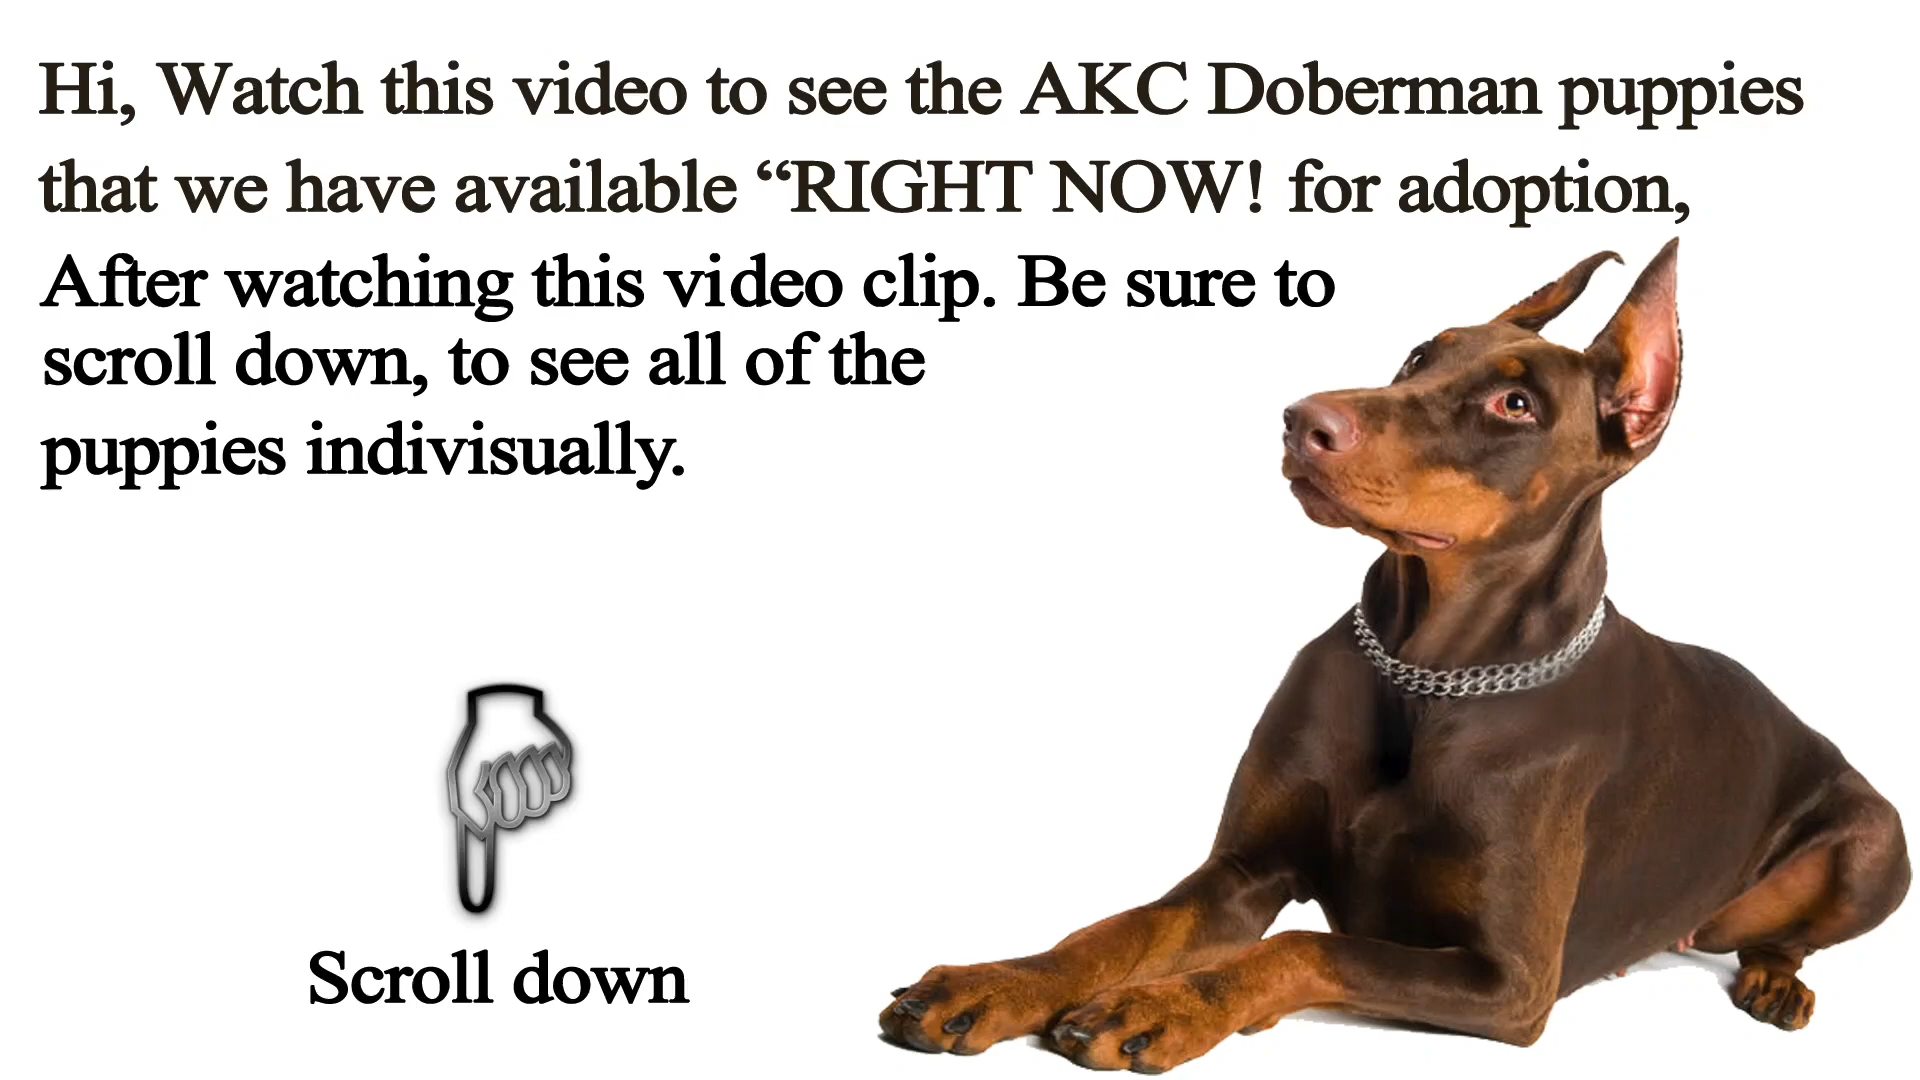 Hi, Watch this video to see the AKC Doberman puppies
that we have available “RIGHT NOW! for adoption,
After watching this video clip. Be sure to
scroll down, to see all of the
puppies indivisually.
Scroll down